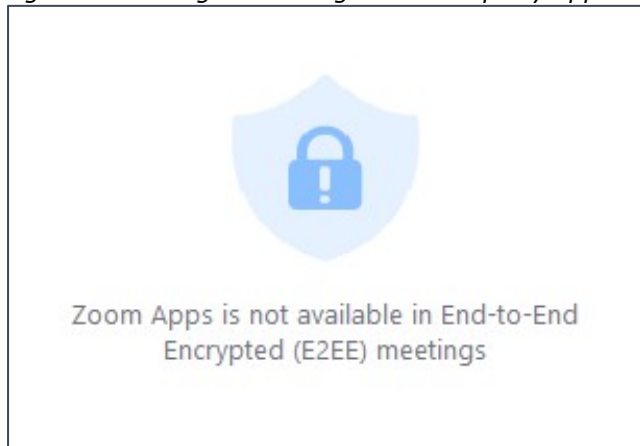 Zoom Apps is not available in End-to-End
Encrypted (E2EE) meetings